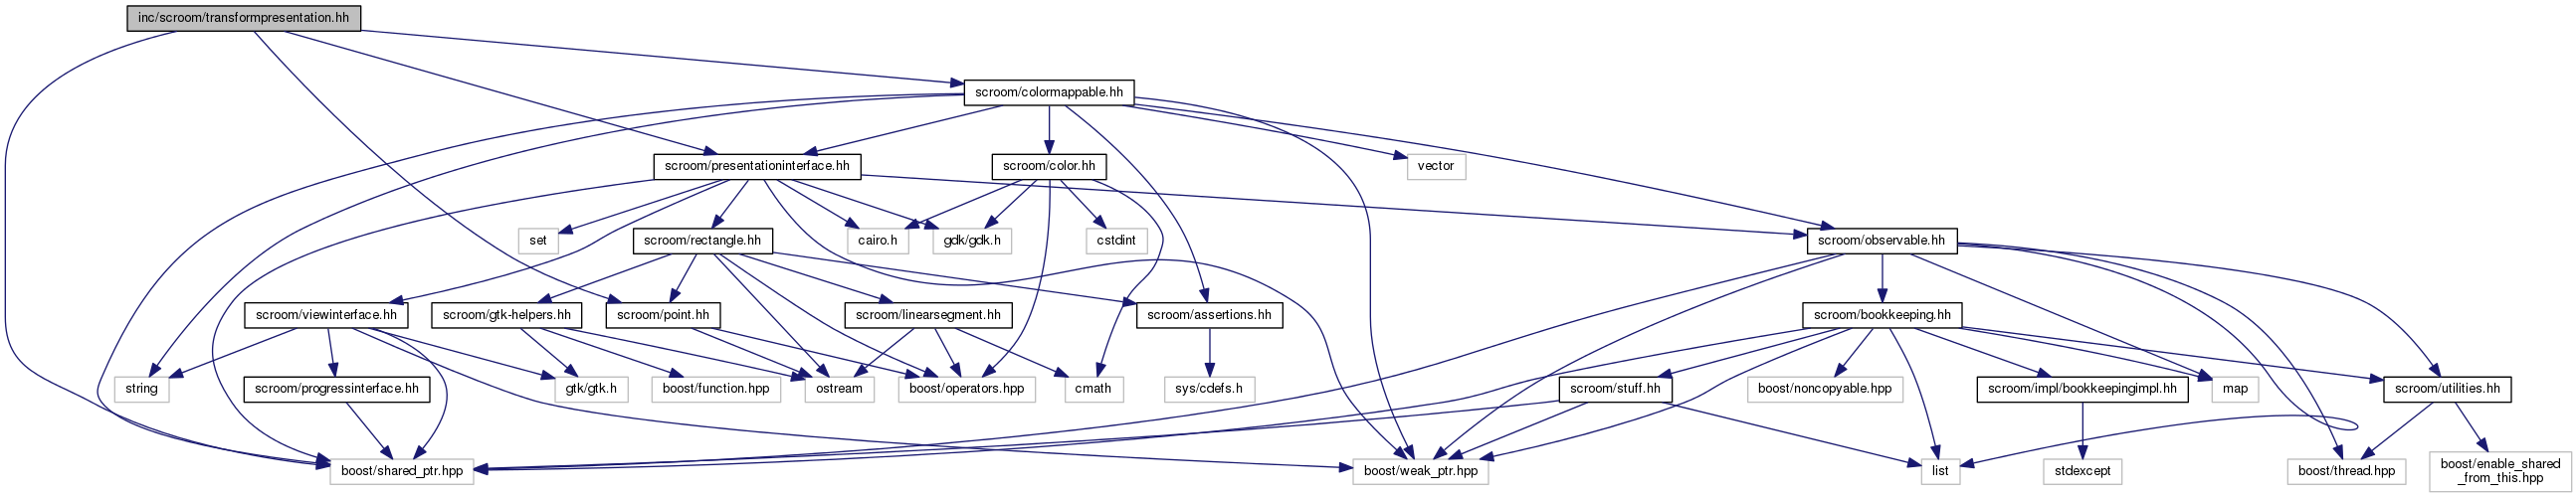 inc/scroom/transformpresentation.hh
scroom/colormappable.hh
scroom/presentationinterface.hh
scroom/color.hh
vector
set
scroom/rectangle.hh
cairo.h
gdk/gdk.h
cstdint
scroom/observable.hh
scroom/viewinterface.hh
scroom/gtk-helpers.hh
scroom/point.hh
scroom/linearsegment.hh
scroom/assertions.hh
scroom/bookkeeping.hh
string
scroom/progressinterface.hh
gtk/gtk.h
boost/function.hpp
ostream
boost/operators.hpp
cmath
sys/cdefs.h
scroom/stuff.hh
boost/noncopyable.hpp
scroom/impl/bookkeepingimpl.hh
map
scroom/utilities.hh
boost/shared_ptr.hpp
boost/weak_ptr.hpp
list
stdexcept
boost/thread.hpp
boost/enable_shared
_from_this.hpp